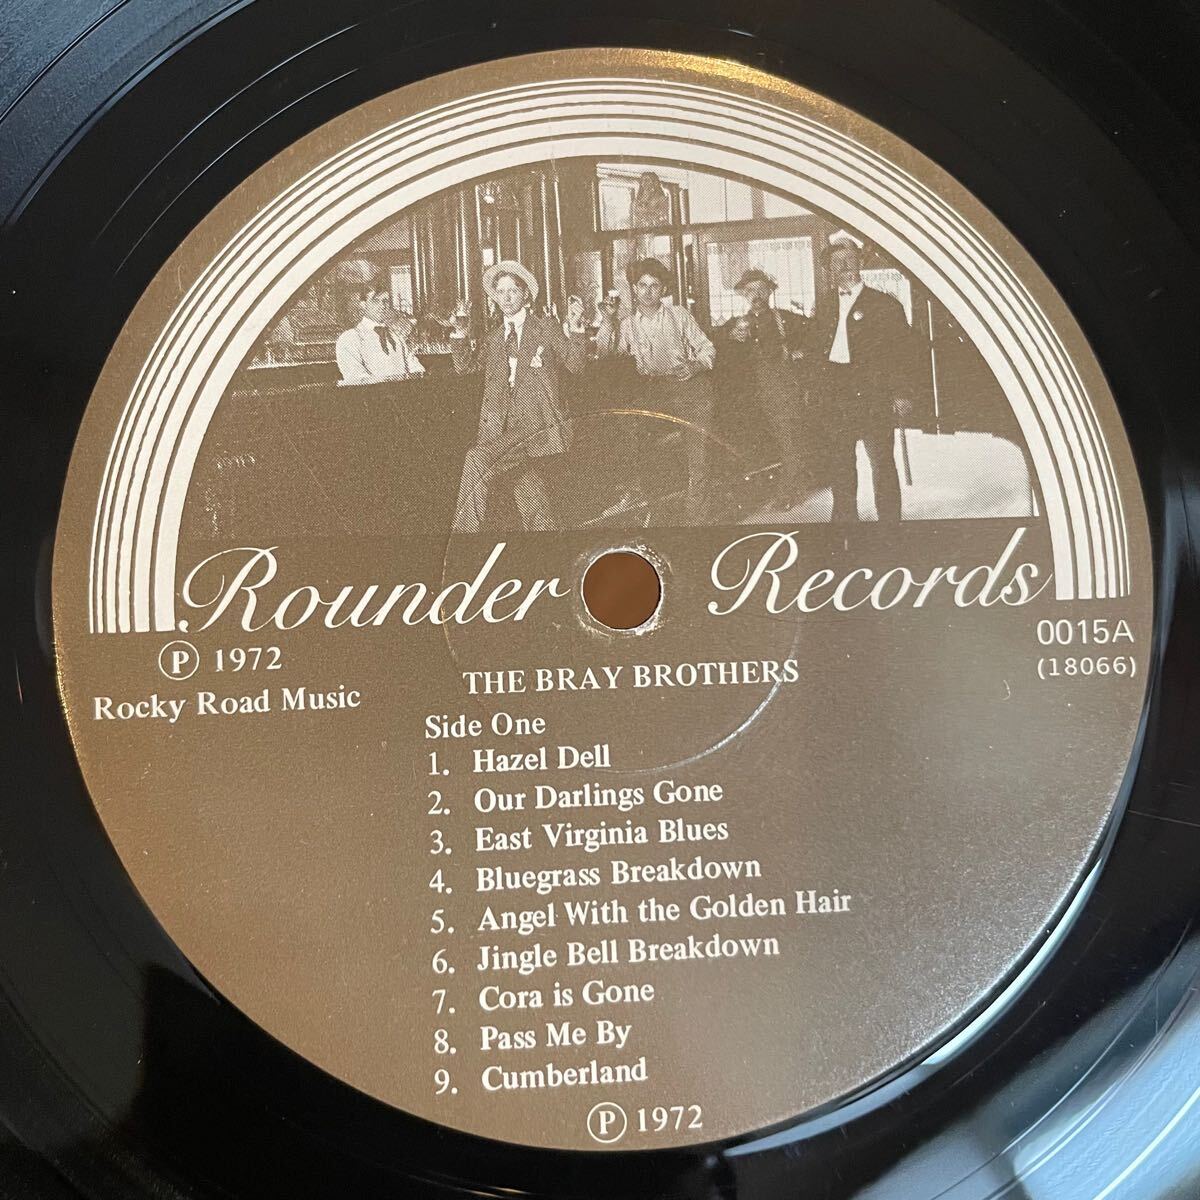 Rounder Records
℗ 1972
Rocky Road Music
0015A
(18066)
THE BRAY BROTHERS
Side One
1. Hazel Dell
2. Our Darlings Gone
3. East Virginia Blues
4. Bluegrass Breakdown
5. Angel With the Golden Hair
6. Jingle Bell Breakdown
7. Cora is Gone
8. Pass Me By
9. Cumberland
℗ 1972